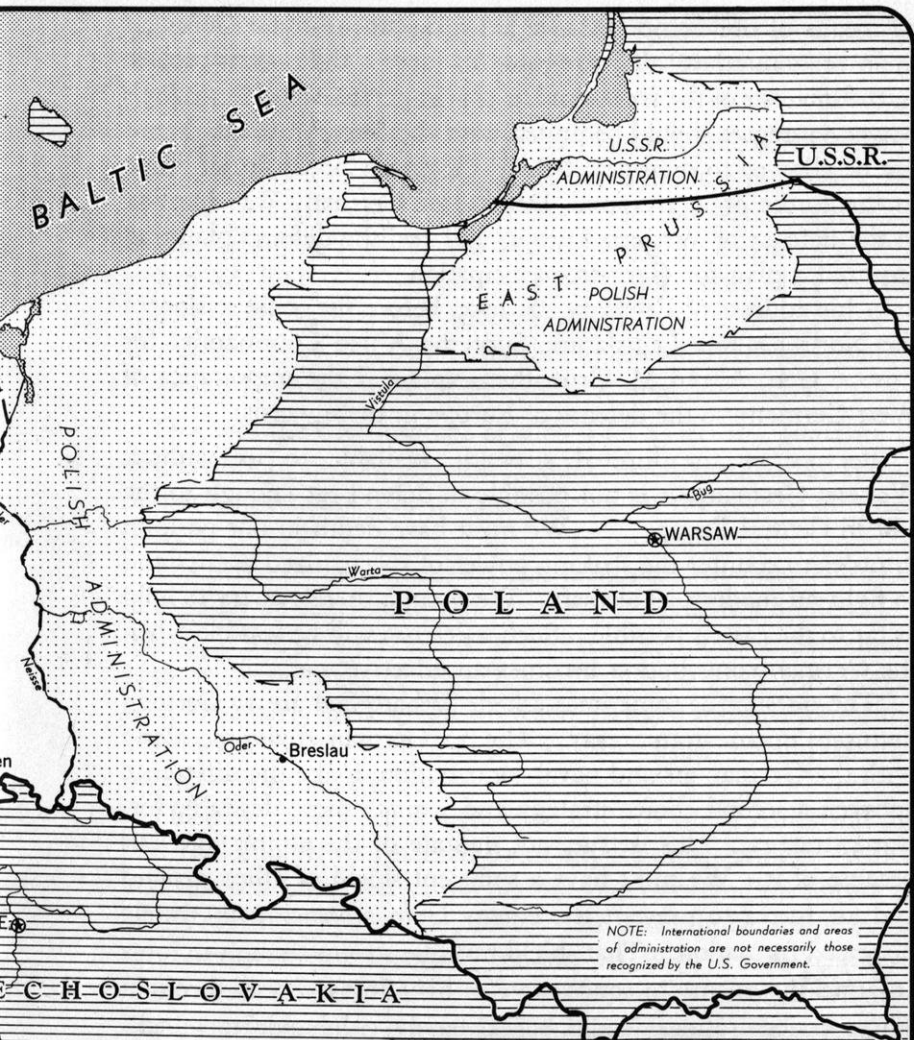 BALTIC SEA
U.S.S.R.
ADMINISTRATION
U.S.S.R.
EAST PRUSSIA
POLISH
ADMINISTRATION
Vistula
POLISH ADMINISTRATION
Bug
WARSAW
Warta
POLAND
Neisse
Oder
Breslau
NOTE: International boundaries and areas
of administration are not necessarily those
recognized by the U.S. Government.
ECHOSLOVAKIA